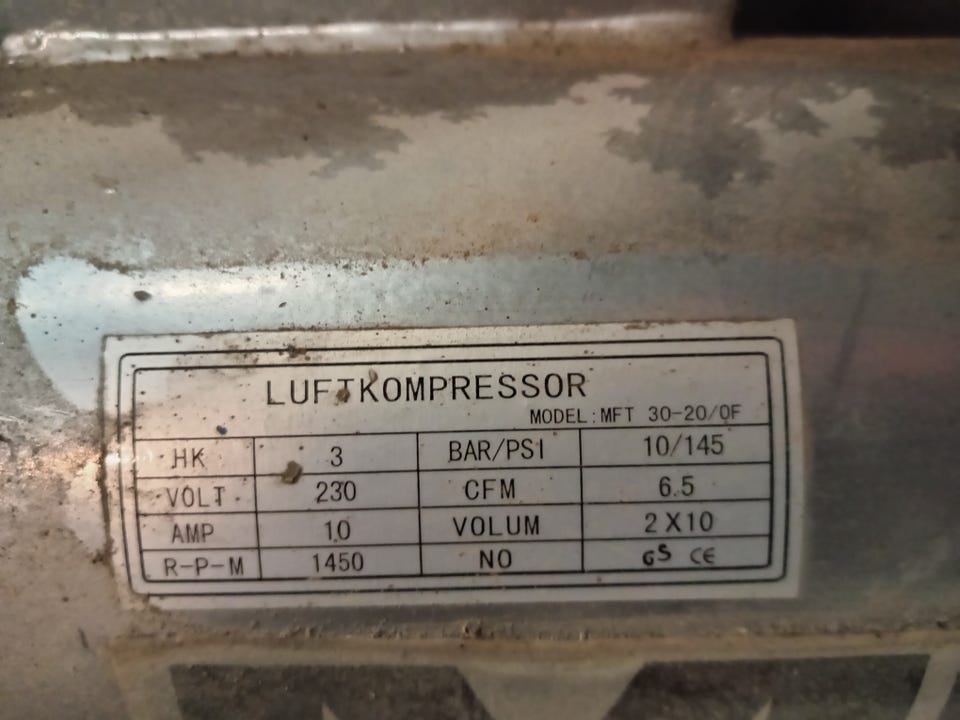 LUFTKOMPRESSOR
MODEL:MFT 30-20/OF
HK 3 BAR/PSI 10/145
VOLT 230 CFM 6.5
AMP 10 VOLUM 2X10
R-P-M 1450 NO GS CE